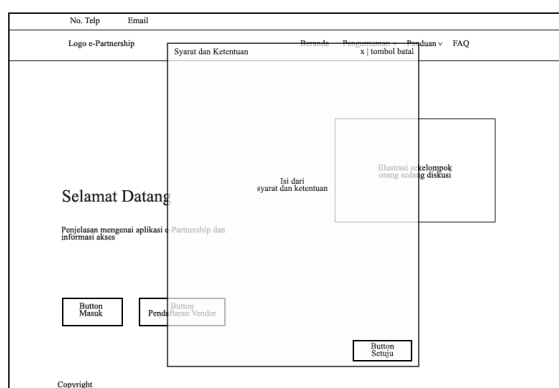 No. Telp Email
Logo e-Partnership Beranda Pengumuman v Panduan v FAQ
Syarat dan Ketentuan x | tombol batal
Illustrasi sekelompok
orang sedang diskusi
Isi dari
syarat dan ketentuan
Selamat Datang
Penjelasan mengenai aplikasi e-Partnership dan
informasi akses
Button
Masuk
Button
Pendaftaran Vendor
Button
Setuju
Copyright